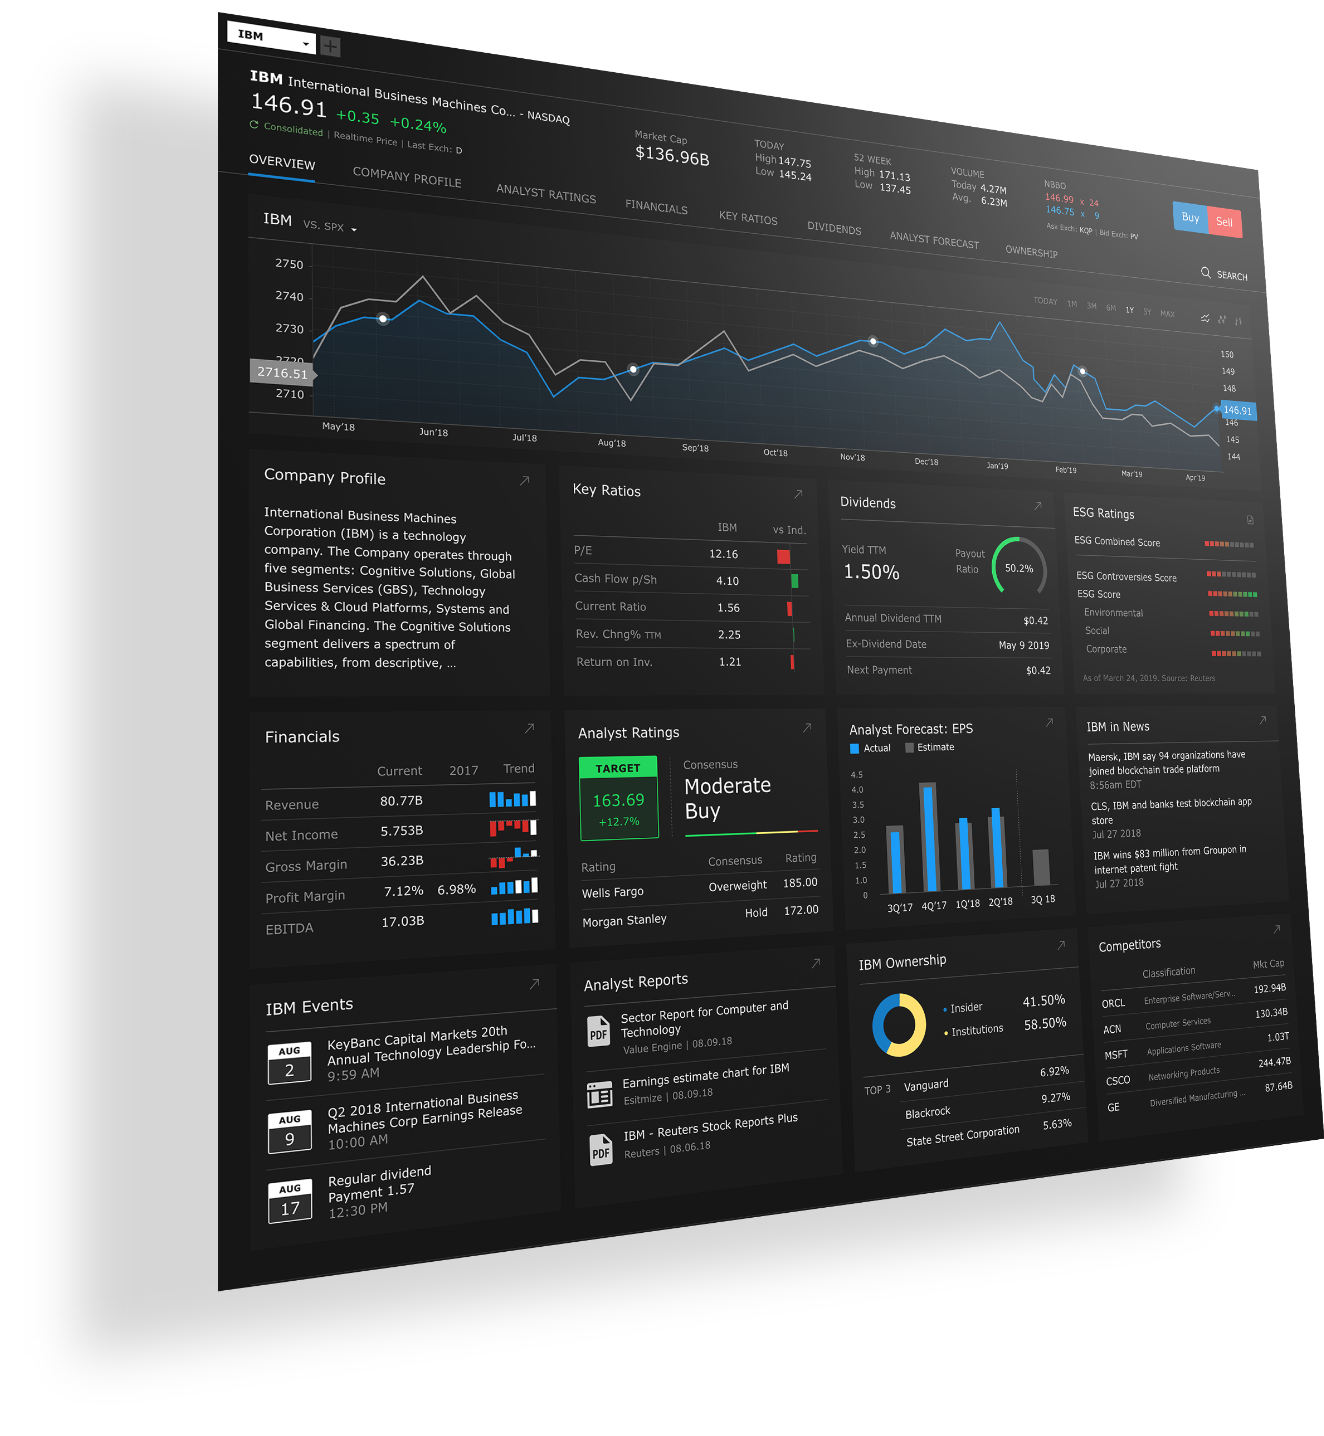 IBM
IBM International Business Machines Co... - NASDAQ
146.91 +0.35 +0.24%
Consolidated | Realtime Price | Last Exch: D
Market Cap
$136.96B
TODAY
High 147.75
Low 145.24
52 WEEK
High 171.13
Low 137.45
VOLUME
Today 4.27M
Avg. 6.23M
NBBO
146.99 x 24
146.75 x 9
Ask Exch: KQP | Bid Exch: PV
Buy
Sell
OVERVIEW
COMPANY PROFILE
ANALYST RATINGS
FINANCIALS
KEY RATIOS
DIVIDENDS
ANALYST FORECAST
OWNERSHIP
SEARCH
IBM VS. SPX
TODAY 1M 3M 6M 1Y 5Y MAX
2750
2740
2730
2720
2716.51
2710
150
149
148
146.91
146
145
144
May'18
Jun'18
Jul'18
Aug'18
Sep'18
Oct'18
Nov'18
Dec'18
Jan'19
Feb'19
Mar'19
Apr'19
Company Profile
International Business Machines
Corporation (IBM) is a technology
company. The Company operates through
five segments: Cognitive Solutions, Global
Business Services (GBS), Technology
Services & Cloud Platforms, Systems and
Global Financing. The Cognitive Solutions
segment delivers a spectrum of
capabilities, from descriptive, ...
Key Ratios
IBM vs Ind.
P/E 12.16
Cash Flow p/Sh 4.10
Current Ratio 1.56
Rev. Chng% TTM 2.25
Return on Inv. 1.21
Dividends
Yield TTM
1.50%
Payout
Ratio
50.2%
Annual Dividend TTM $0.42
Ex-Dividend Date May 9 2019
Next Payment $0.42
ESG Ratings
ESG Combined Score
ESG Controversies Score
ESG Score
Environmental
Social
Corporate
As of March 24, 2019. Source: Reuters
Financials
Current 2017 Trend
Revenue 80.77B
Net Income 5.753B
Gross Margin 36.23B
Profit Margin 7.12% 6.98%
EBITDA 17.03B
Analyst Ratings
TARGET
163.69
+12.7%
Consensus
Moderate
Buy
Rating Consensus Rating
Wells Fargo Overweight 185.00
Morgan Stanley Hold 172.00
Analyst Forecast: EPS
Actual Estimate
4.5
4.0
3.5
3.0
2.0
1.5
1.0
0
3Q'17 4Q'17 1Q'18 2Q'18 3Q 18
IBM in News
Maersk, IBM say 94 organizations have
joined blockchain trade platform
8:56am EDT
CLS, IBM and banks test blockchain app
store
Jul 27 2018
IBM wins $83 million from Groupon in
internet patent fight
Jul 27 2018
IBM Events
AUG
2
KeyBanc Capital Markets 20th
Annual Technology Leadership Fo...
9:59 AM
AUG
9
Q2 2018 International Business
Machines Corp Earnings Release
10:00 AM
AUG
17
Regular dividend
Payment 1.57
12:30 PM
Analyst Reports
PDF
Sector Report for Computer and
Technology
Value Engine | 08.09.18
Earnings estimate chart for IBM
Esitmize | 08.09.18
PDF
IBM - Reuters Stock Reports Plus
Reuters | 08.06.18
IBM Ownership
Insider 41.50%
Institutions 58.50%
TOP 3 Vanguard 6.92%
Blackrock 9.27%
State Street Corporation 5.63%
Competitors
Classification Mkt Cap
ORCL Enterprise Software/Serv... 192.94B
ACN Computer Services 130.34B
MSFT Applications Software 1.03T
CSCO Networking Products 244.47B
GE Diversified Manufacturing ... 87.64B